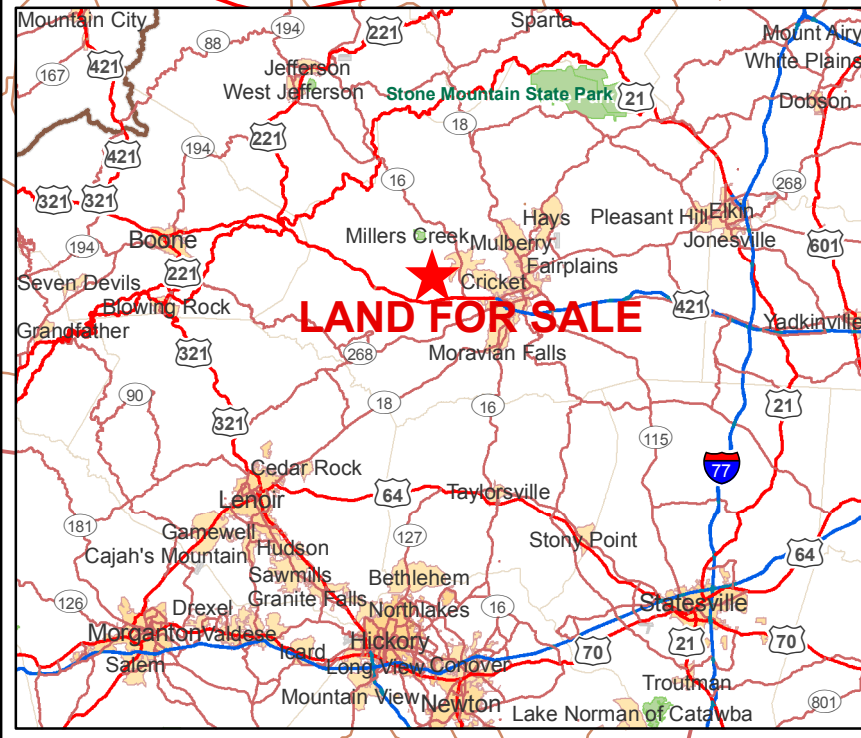 Mountain City
194
221
Sparta
88
Mount Airy
White Plains
421
167
Jefferson
West Jefferson
Stone Mountain State Park
21
Dobson
18
221
194
421
16
268
321
321
Hays
Pleasant Hill
Elkin
Boone
Millers Creek
Mulberry
Jonesville
601
194
221
Fairplains
Seven Devils
Cricket
Blowing Rock
421
LAND FOR SALE
Yadkinville
Grandfather
321
268
Moravian Falls
90
18
16
21
321
115
77
Cedar Rock
64
Taylorsville
Lenoir
181
Gamewell
127
Stony Point
Cajah's Mountain
Hudson
64
Sawmills
Bethlehem
126
Granite Falls
Drexel
Northlakes
16
Statesville
Morganton
Valdese
Hickory
21
70
70
Icard
Salem
Long View
Conover
Mountain View
Newton
Troutman
Lake Norman of Catawba
801